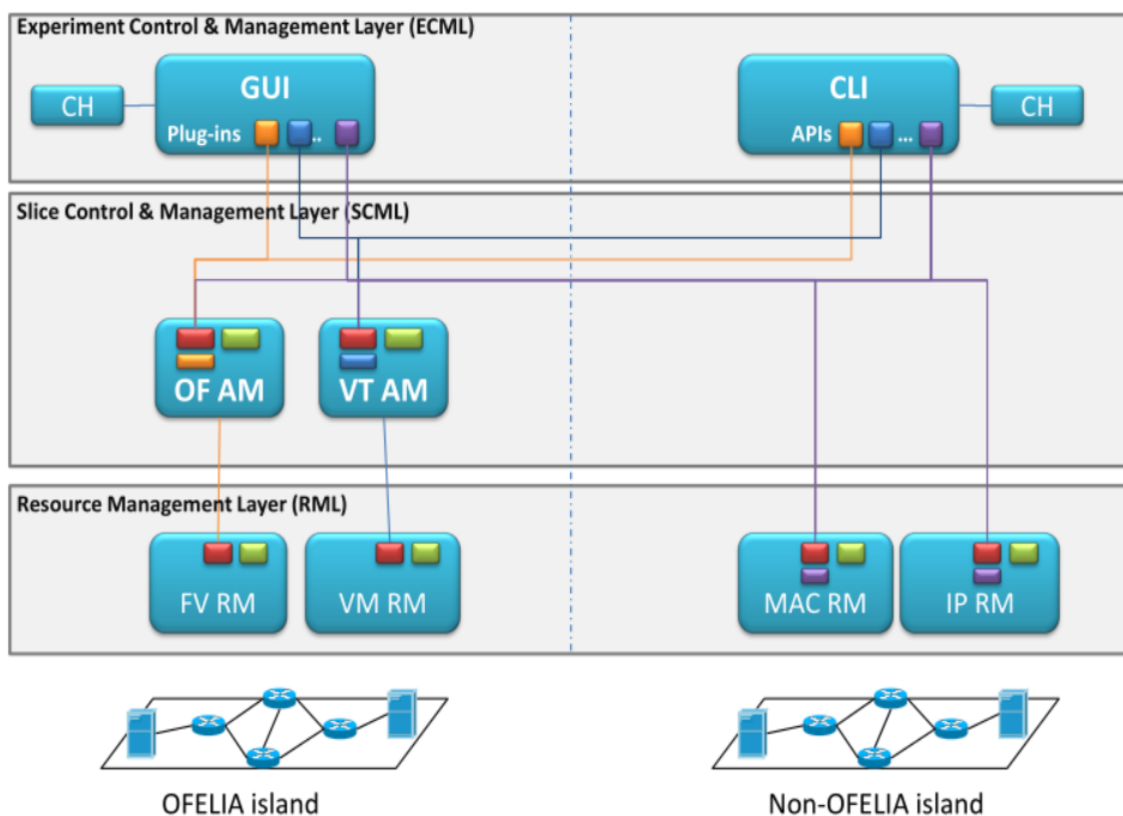 Experiment Control & Management Layer (ECML)
GUI
CLI
CH
CH
Plug-ins
..
APIs
...
Slice Control & Management Layer (SCML)
OF AM
VT AM
Resource Management Layer (RML)
FV RM
VM RM
MAC RM
IP RM
OFELIA island
Non-OFELIA island